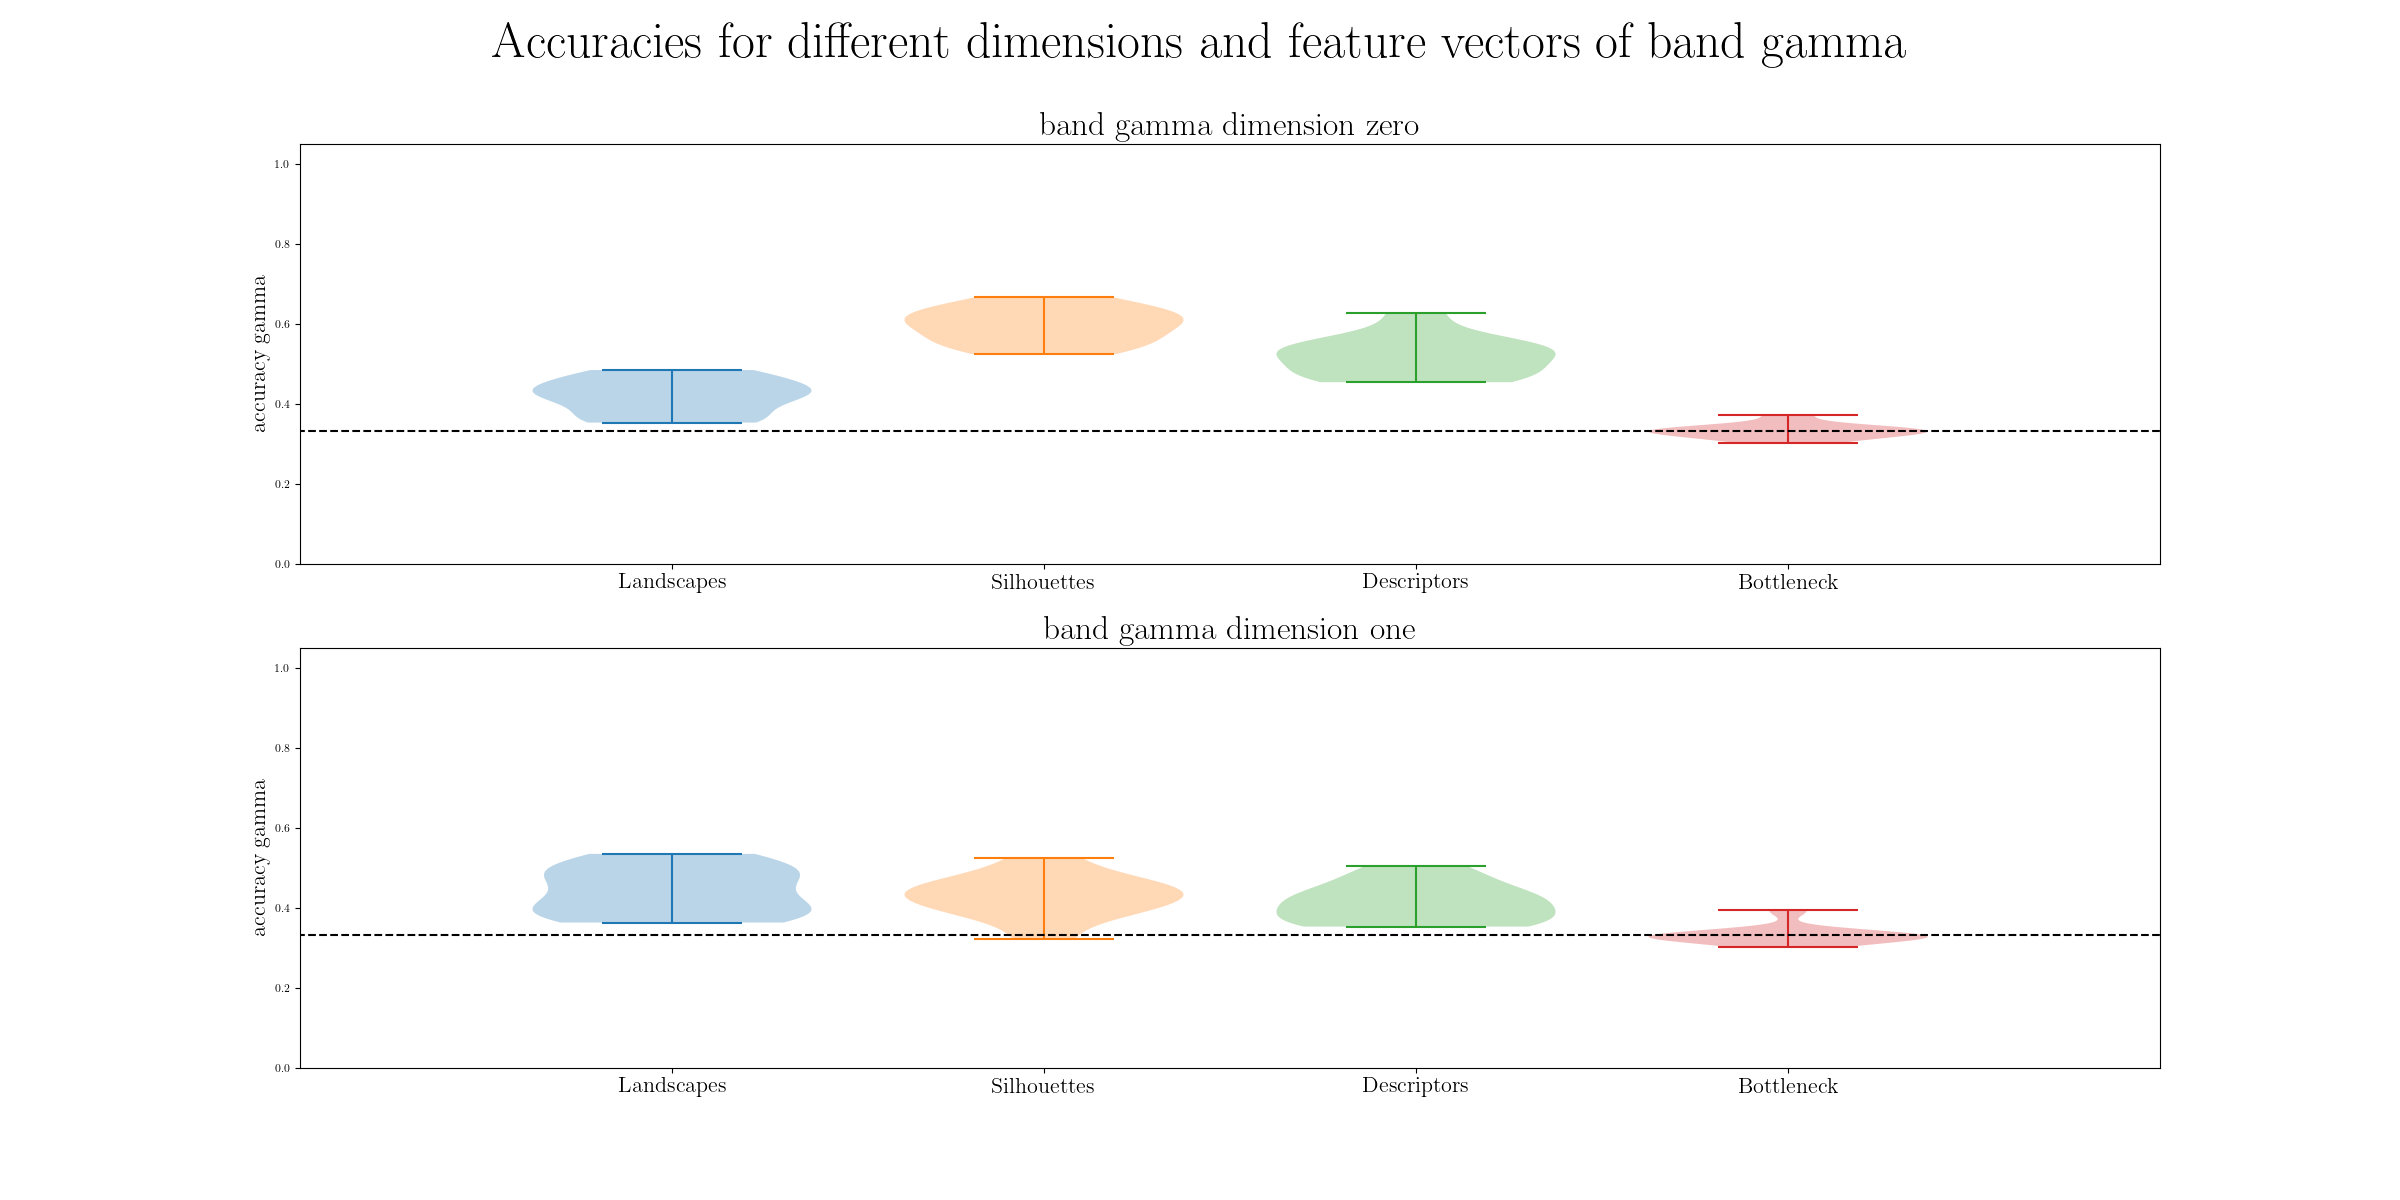 Accuracies for different dimensions and feature vectors of band gamma
band gamma dimension zero
1.0
0.8
0.6
0.4
0.2
0.0
accuracy gamma
Landscapes Silhouettes Descriptors Bottleneck
band gamma dimension one
1.0
0.8
0.6
0.4
0.2
0.0
accuracy gamma
Landscapes Silhouettes Descriptors Bottleneck